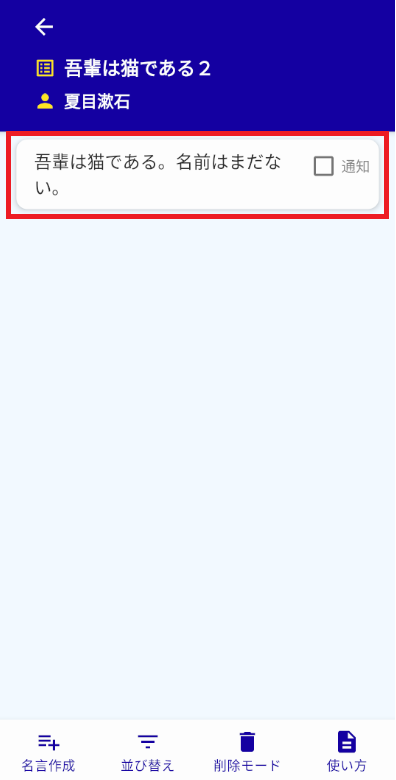 吾輩は猫である２
夏目漱石
吾輩は猫である。名前はまだな
い。
通知
名言作成
並び替え
削除モード
使い方